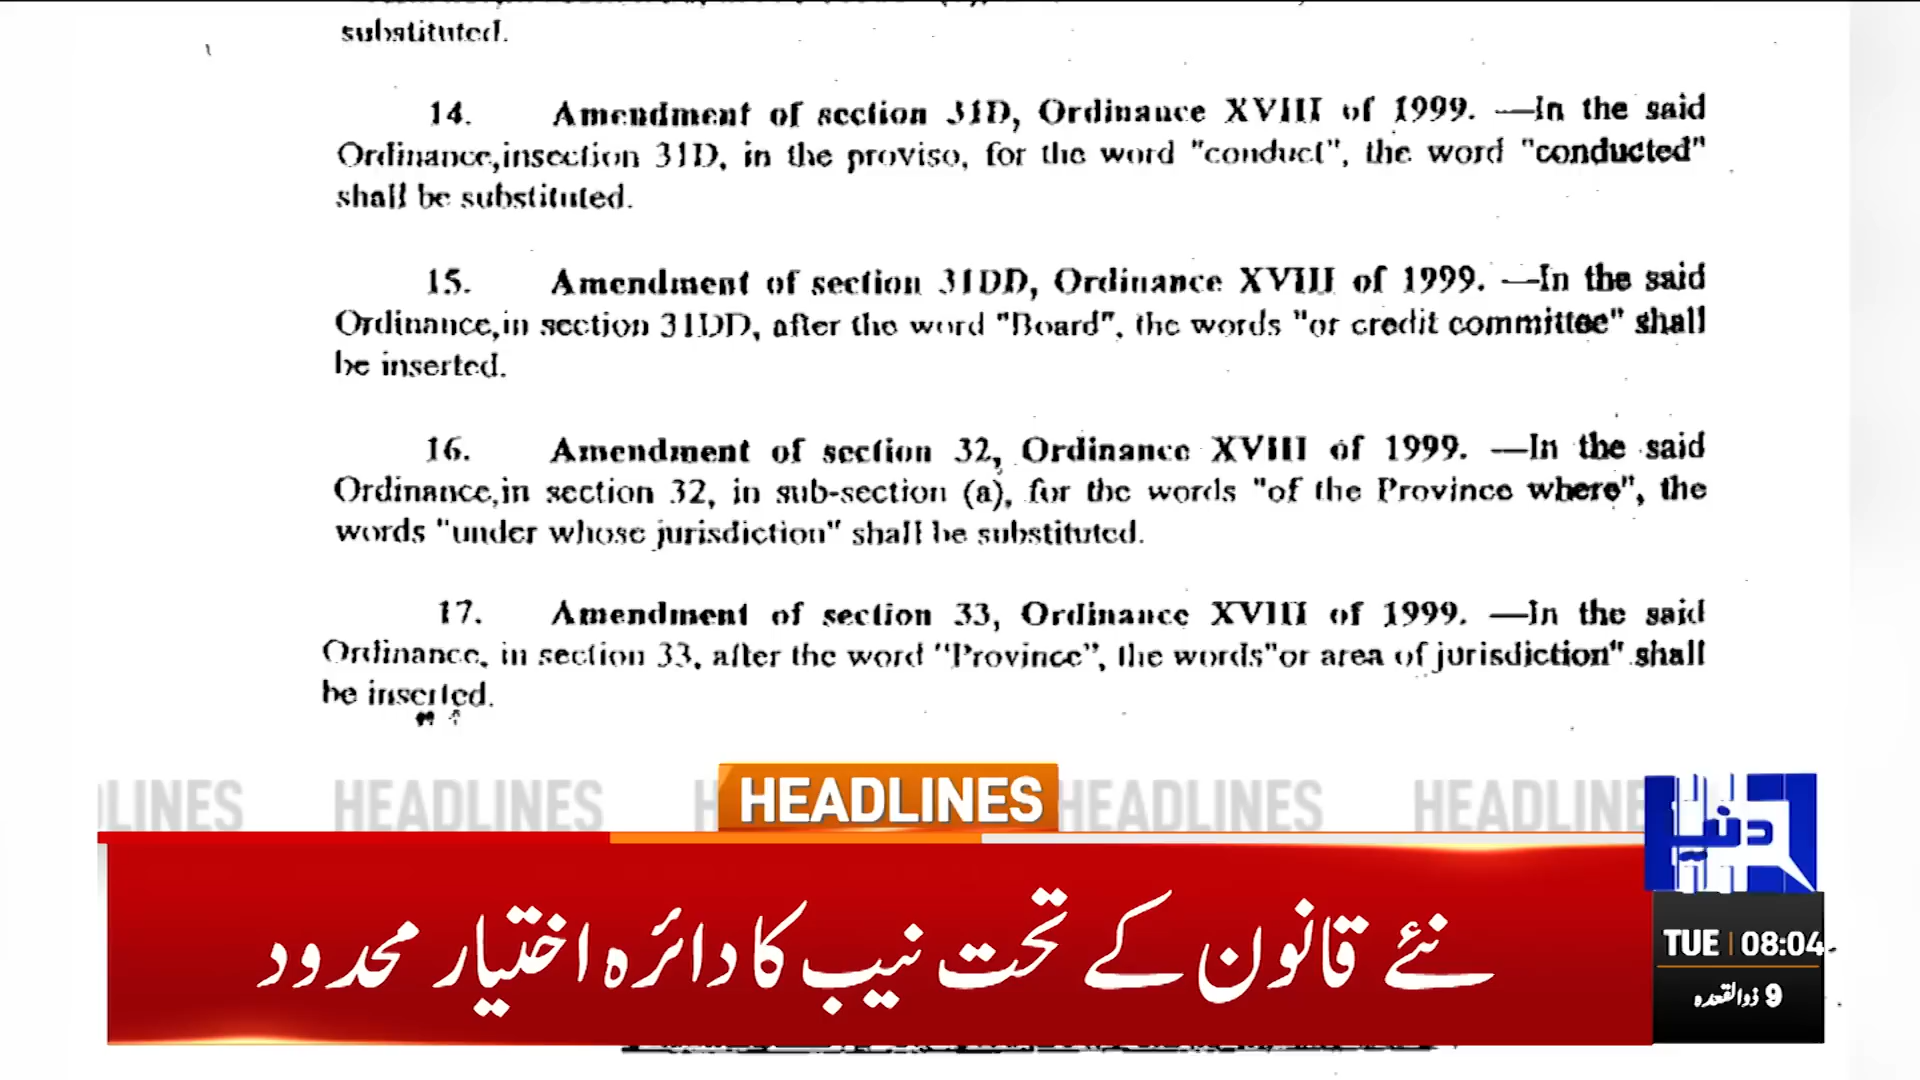 substituted.
14. Amendment of section 31D, Ordinance XVIII of 1999. —In the said
Ordinance,insection 31D, in the proviso, for the word "conduct", the word "conducted"
shall be substituted.
15. Amendment of section 31DD, Ordinance XVIII of 1999. —In the said
Ordinance,in section 31DD, after the word "Board", the words "or credit committee" shall
be inserted.
16. Amendment of section 32, Ordinance XVIII of 1999. —In the said
Ordinance,in section 32, in sub-section (a), for the words "of the Province where", the
words "under whose jurisdiction" shall be substituted.
17. Amendment of section 33, Ordinance XVIII of 1999. —In the said
Ordinance, in section 33, after the word "Province", the words"or area of jurisdiction" shall
be inserted.
HEADLINES HEADLINES HEADLINES
نئے قانون کے تحت نیب کا دائرہ اختیار محدود
دنیا
TUE 08:04
9 ذوالقعدہ